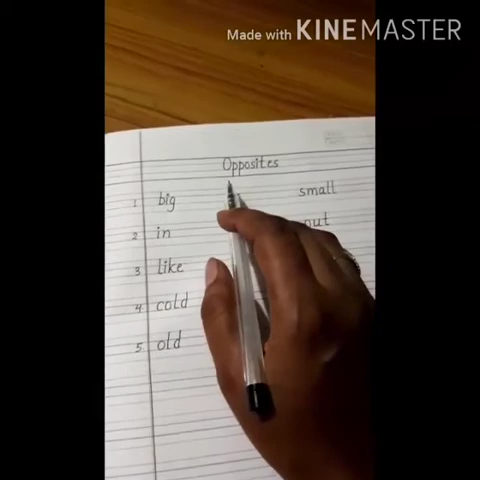 Made with KINEMASTER
Opposites
1 big small
2 in out
3 like
4 cold
5. old